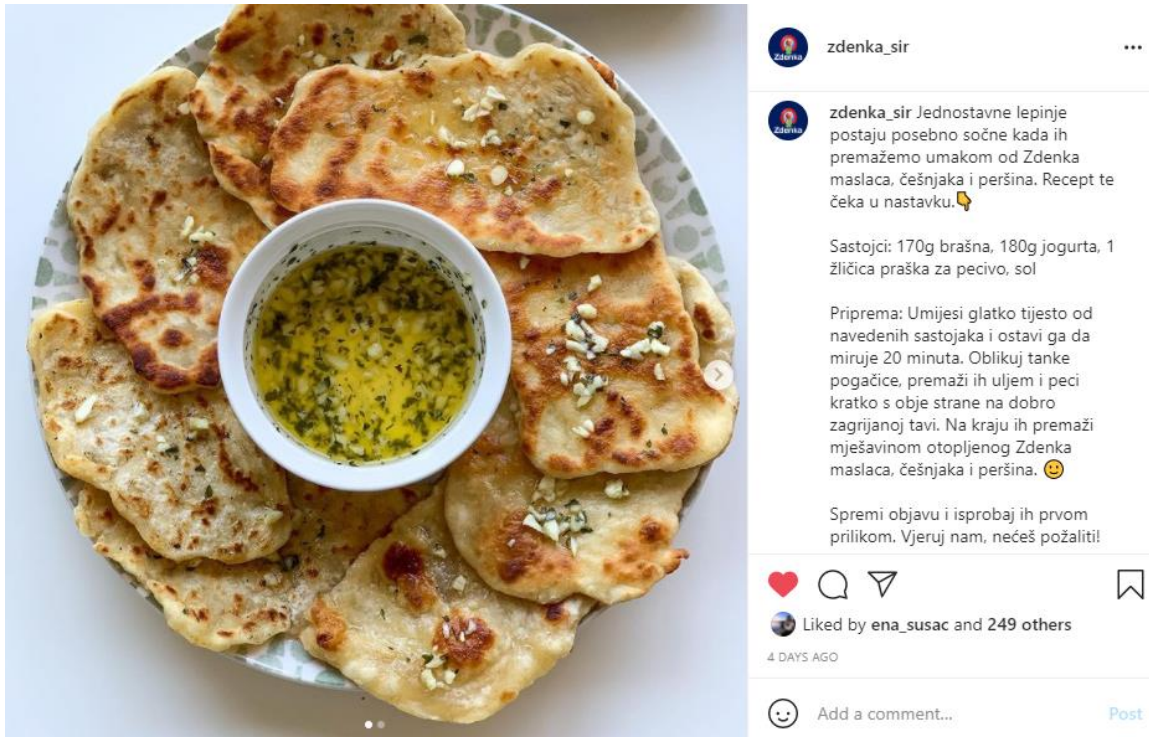 zdenka_sir
zdenka_sir Jednostavne lepinje
postaju posebno sočne kada ih
premažemo umakom od Zdenka
maslaca, češnjaka i peršina. Recept te
čeka u nastavku.👇
Sastojci: 170g brašna, 180g jogurta, 1
žličica praška za pecivo, sol
Priprema: Umijesi glatko tijesto od
navedenih sastojaka i ostavi ga da
miruje 20 minuta. Oblikuj tanke
pogačice, premaži ih uljem i peci
kratko s obje strane na dobro
zagrijanoj tavi. Na kraju ih premaži
mješavinom otopljenog Zdenka
maslaca, češnjaka i peršina. 🙂
Spremi objavu i isprobaj ih prvom
prilikom. Vjeruj nam, nećeš požaliti!
Liked by ena_susac and 249 others
4 DAYS AGO
Add a comment...
Post
Zdenka
Zdenka